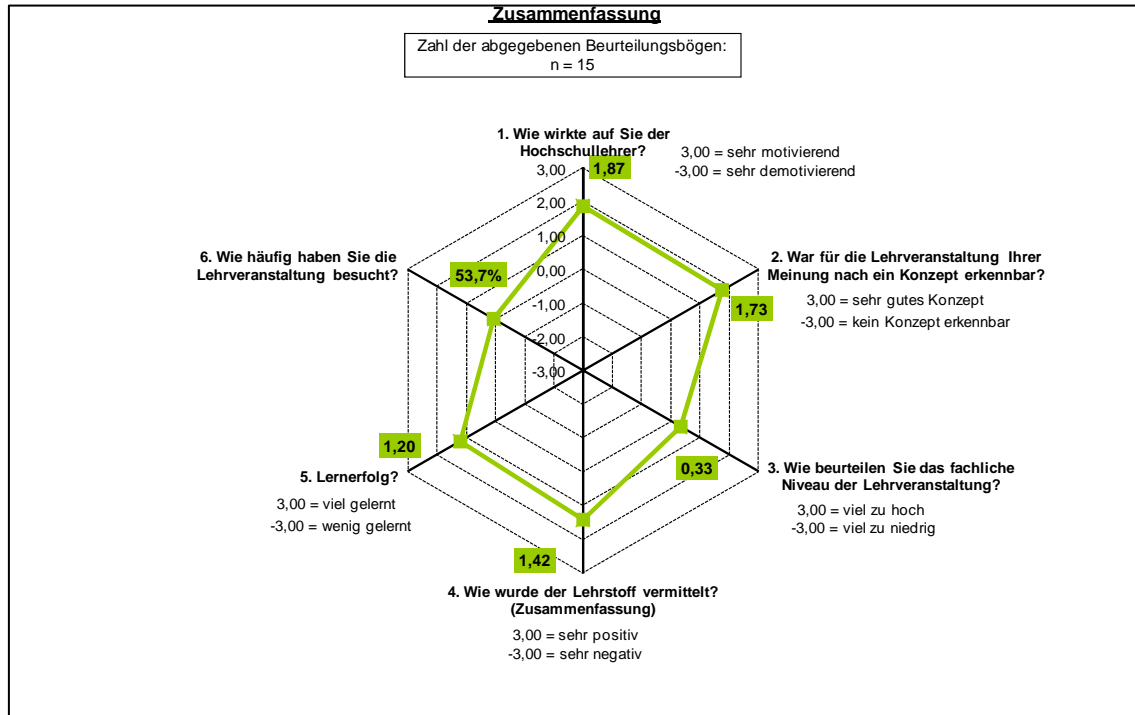 Zusammenfassung
Zahl der abgegebenen Beurteilungsbögen:
n = 15
1. Wie wirkte auf Sie der
Hochschullehrer?
3,00 = sehr motivierend
-3,00 = sehr demotivierend
1,87
3,00
2,00
1,00
0,00
-1,00
-2,00
-3,00
2. War für die Lehrveranstaltung Ihrer
Meinung nach ein Konzept erkennbar?
3,00 = sehr gutes Konzept
-3,00 = kein Konzept erkennbar
1,73
3. Wie beurteilen Sie das fachliche
Niveau der Lehrveranstaltung?
3,00 = viel zu hoch
-3,00 = viel zu niedrig
0,33
4. Wie wurde der Lehrstoff vermittelt?
(Zusammenfassung)
3,00 = sehr positiv
-3,00 = sehr negativ
1,42
5. Lernerfolg?
3,00 = viel gelernt
-3,00 = wenig gelernt
1,20
6. Wie häufig haben Sie die
Lehrveranstaltung besucht?
53,7%